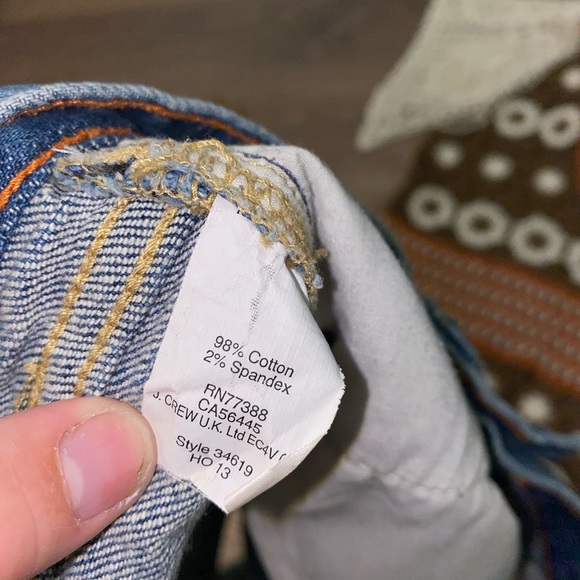 98% Cotton
2% Spandex
RN77388
CA56445
J. CREW U.K. Ltd EC4V
Style 34619
HO 13